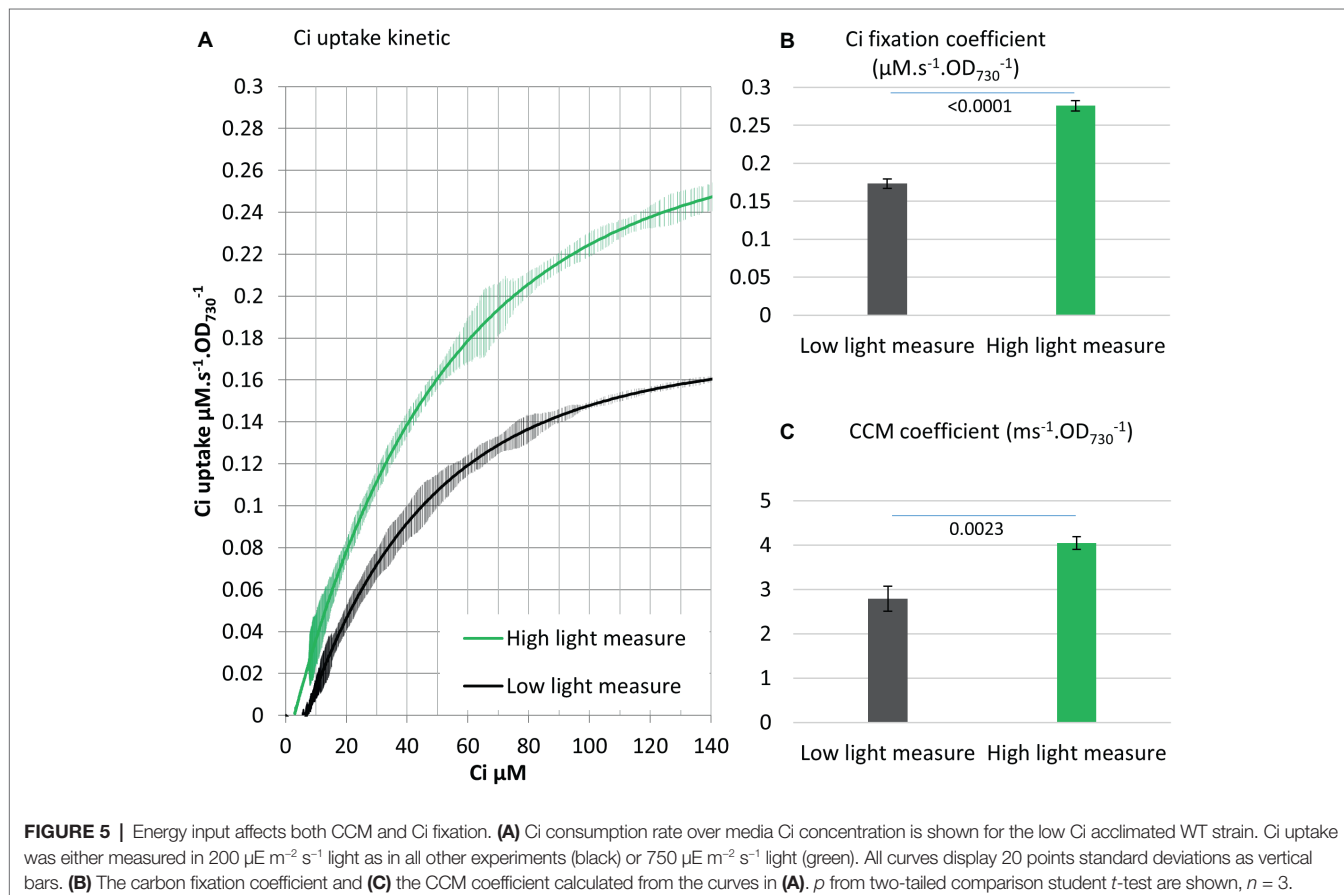 A Ci uptake kinetic
0.3
0.28
0.26
0.24
0.22
0.2
0.18
0.16
0.14
0.12
0.1
0.08
0.06
0.04
0.02
0
Ci uptake µM.s⁻¹.OD₇₃₀⁻¹
High light measure
Low light measure
0 20 40 60 80 100 120 140
Ci µM
B Ci fixation coefficient
(µM.s⁻¹.OD₇₃₀⁻¹)
0.3
0.25
0.2
0.15
0.1
0.05
0
<0.0001
Low light measure High light measure
C CCM coefficient (ms⁻¹.OD₇₃₀⁻¹)
5
4
3
2
1
0
0.0023
Low light measure High light measure
FIGURE 5 | Energy input affects both CCM and Ci fixation. (A) Ci consumption rate over media Ci concentration is shown for the low Ci acclimated WT strain. Ci uptake
was either measured in 200 µE m⁻² s⁻¹ light as in all other experiments (black) or 750 µE m⁻² s⁻¹ light (green). All curves display 20 points standard deviations as vertical
bars. (B) The carbon fixation coefficient and (C) the CCM coefficient calculated from the curves in (A). p from two-tailed comparison student t-test are shown, n = 3.